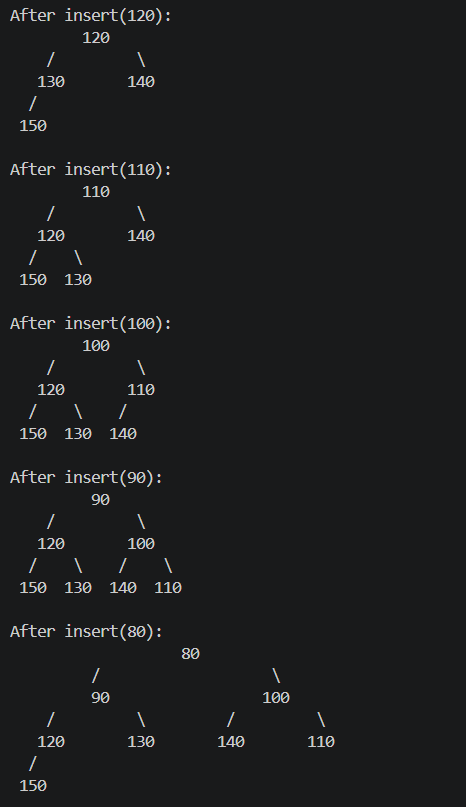 After insert(120):
        120
    /         \
   130       140
  /
 150

After insert(110):
        110
    /         \
   120       140
  /    \
 150  130

After insert(100):
        100
    /         \
   120       110
  /    \    /
 150  130  140

After insert(90):
         90
    /         \
   120       100
  /    \    /    \
 150  130  140  110

After insert(80):
                   80
         /                   \
         90                 100
    /         \         /         \
   120       130       140       110
  /
 150